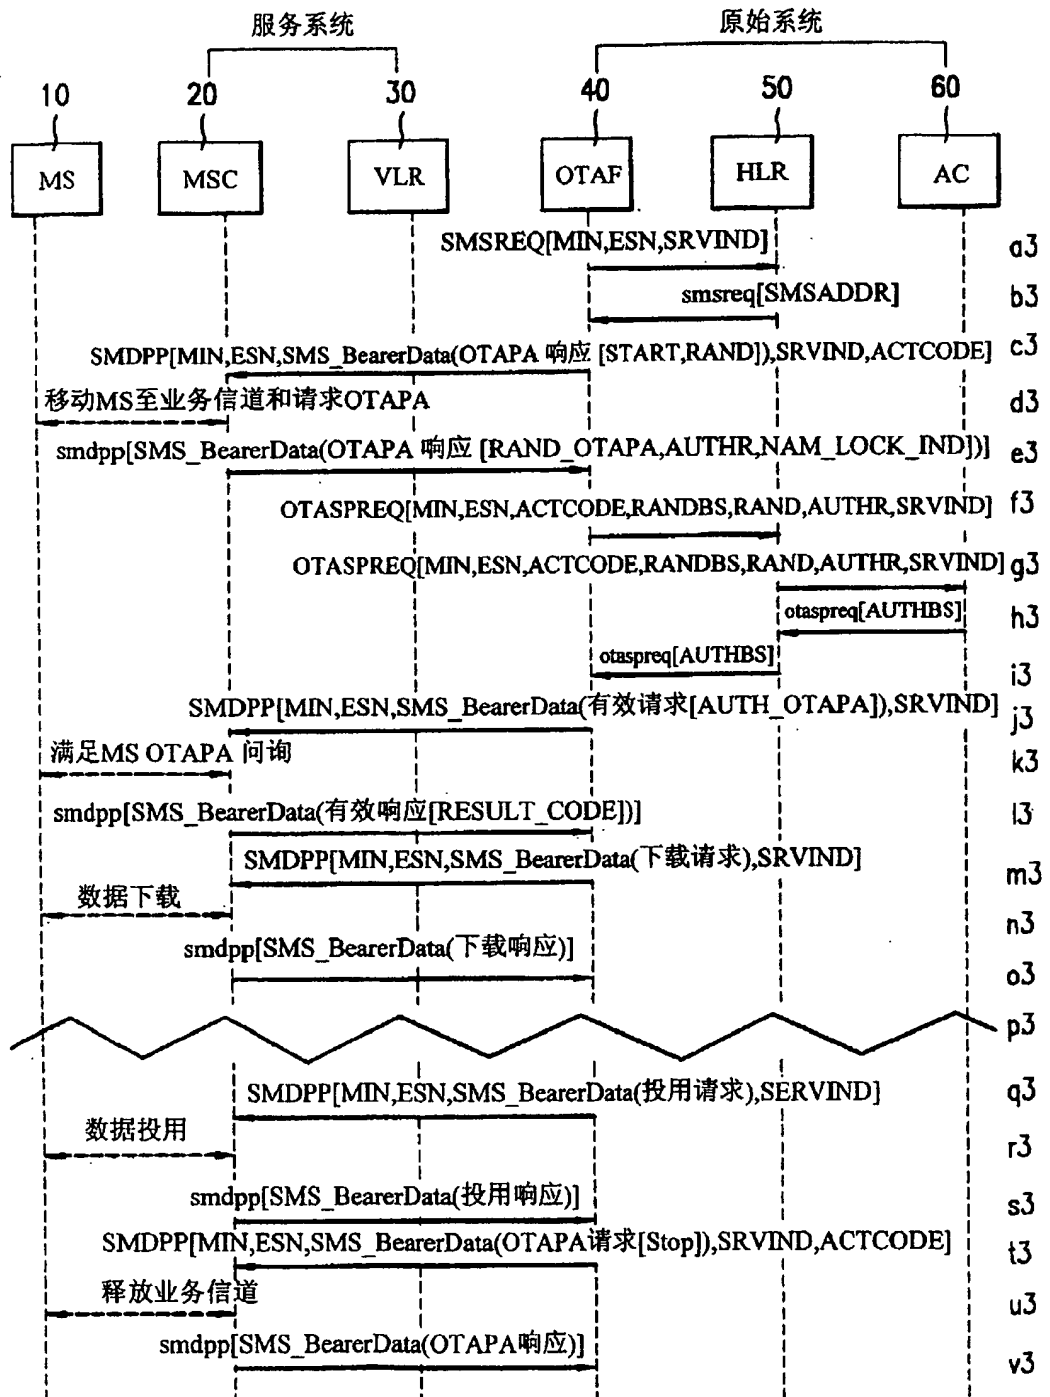 服务系统 原始系统
10 20 30 40 50 60
MS MSC VLR OTAF HLR AC
SMSREQ[MIN,ESN,SRVIND] a3
smsreq[SMSADDR] b3
SMDPP[MIN,ESN,SMS_BearerData(OTAPA 响应 [START,RAND]),SRVIND,ACTCODE] c3
移动MS至业务信道和请求OTAPA d3
smdpp[SMS_BearerData(OTAPA 响应 [RAND_OTAPA,AUTHR,NAM_LOCK_IND])] e3
OTASPREQ[MIN,ESN,ACTCODE,RANDBS,RAND,AUTHR,SRVIND] f3
OTASPREQ[MIN,ESN,ACTCODE,RANDBS,RAND,AUTHR,SRVIND] g3
otaspreq[AUTHBS] h3
otaspreq[AUTHBS] i3
SMDPP[MIN,ESN,SMS_BearerData(有效请求[AUTH_OTAPA]),SRVIND] j3
满足MS OTAPA 问询 k3
smdpp[SMS_BearerData(有效响应[RESULT_CODE])] l3
SMDPP[MIN,ESN,SMS_BearerData(下载请求),SRVIND] m3
数据下载 n3
smdpp[SMS_BearerData(下载响应)] o3
p3
SMDPP[MIN,ESN,SMS_BearerData(投用请求),SERVIND] q3
数据投用 r3
smdpp[SMS_BearerData(投用响应)] s3
SMDPP[MIN,ESN,SMS_BearerData(OTAPA请求[Stop]),SRVIND,ACTCODE] t3
释放业务信道 u3
smdpp[SMS_BearerData(OTAPA响应)] v3